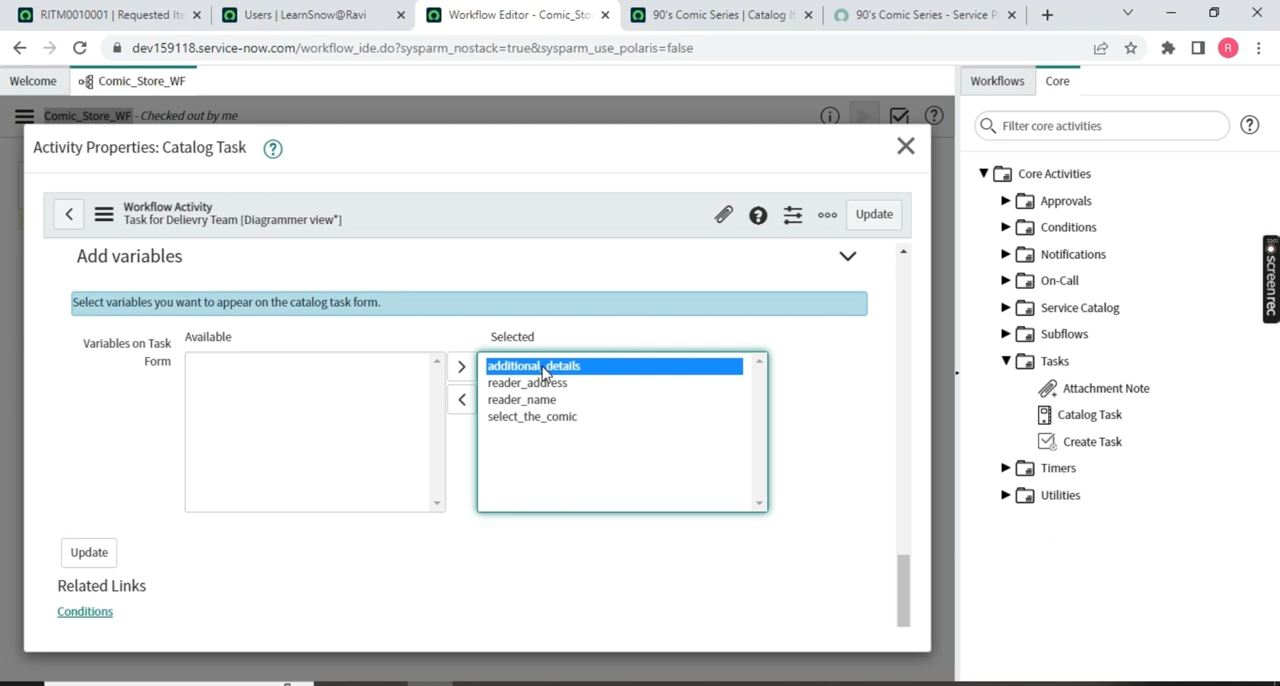 RITM0010001 | Requested Ite
Users | LearnSnow@Ravi
Workflow Editor - Comic_Sto
90's Comic Series | Catalog It
90's Comic Series - Service P
dev159118.service-now.com/workflow_ide.do?sysparm_nostack=true&sysparm_use_polaris=false
R
Welcome
Comic_Store_WF
Workflows
Core
Comic_Store_WF - Checked out by me
Filter core activities
Activity Properties: Catalog Task
Core Activities
Approvals
Conditions
Notifications
On-Call
Service Catalog
Subflows
Tasks
Attachment Note
Catalog Task
Create Task
Timers
Utilities
Workflow Activity
Task for Delievry Team [Diagrammer view*]
Update
Add variables
Select variables you want to appear on the catalog task form.
Variables on Task
Form
Available
Selected
additional_details
reader_address
reader_name
select_the_comic
Update
Related Links
Conditions
screenrec